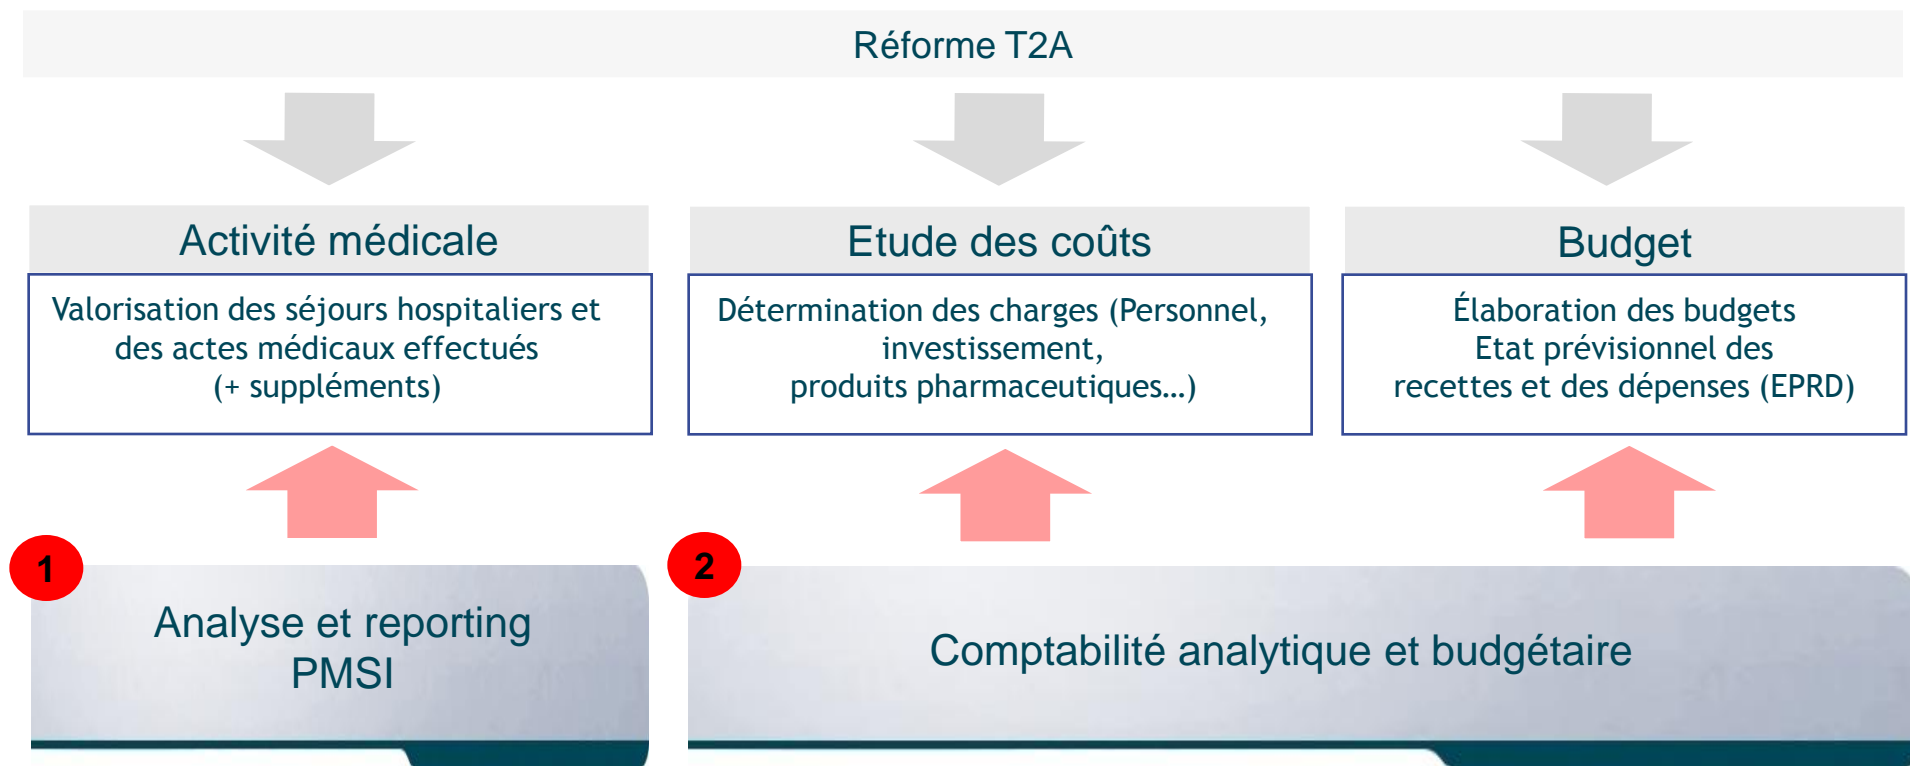 Réforme T2A
Activité médicale
Valorisation des séjours hospitaliers et
des actes médicaux effectués
(+ suppléments)
Etude des coûts
Détermination des charges (Personnel,
investissement,
produits pharmaceutiques…)
Budget
Élaboration des budgets
Etat prévisionnel des
recettes et des dépenses (EPRD)
1
Analyse et reporting
PMSI
2
Comptabilité analytique et budgétaire